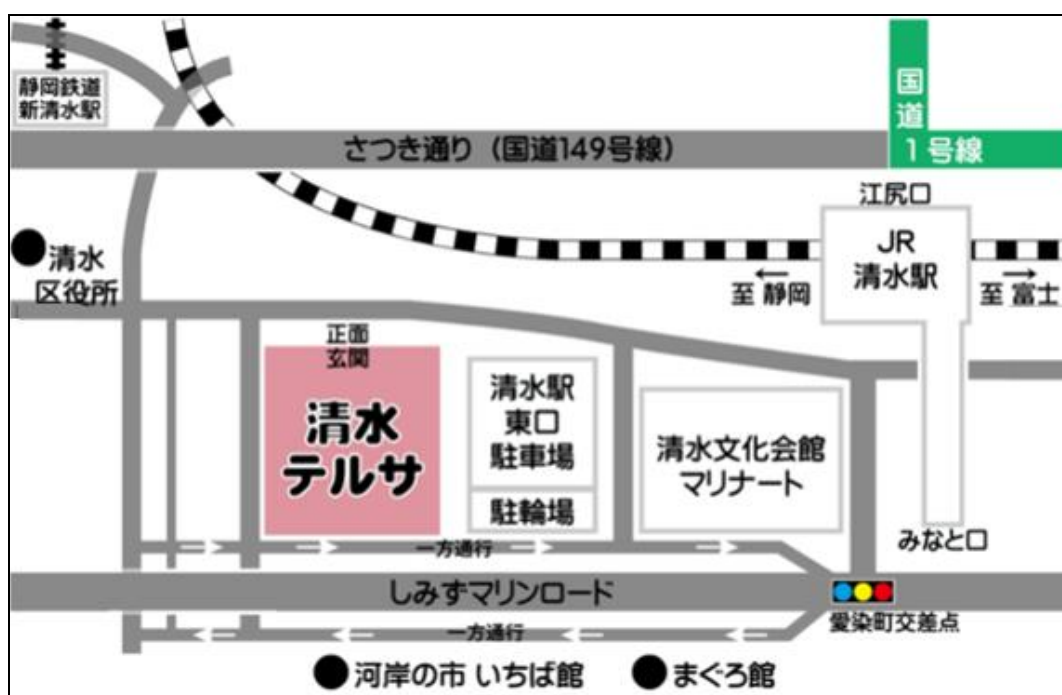 静岡鉄道
新清水駅
さつき通り（国道149号線）
国道
1号線
江尻口
JR
清水駅
←
至 静岡
→
至 富士
清水
区役所
正面
玄関
清水
テルサ
清水駅
東口
駐車場
駐輪場
清水文化会館
マリナート
みなと口
一方通行
しみずマリンロード
愛染町交差点
一方通行
河岸の市 いちば館
まぐろ館